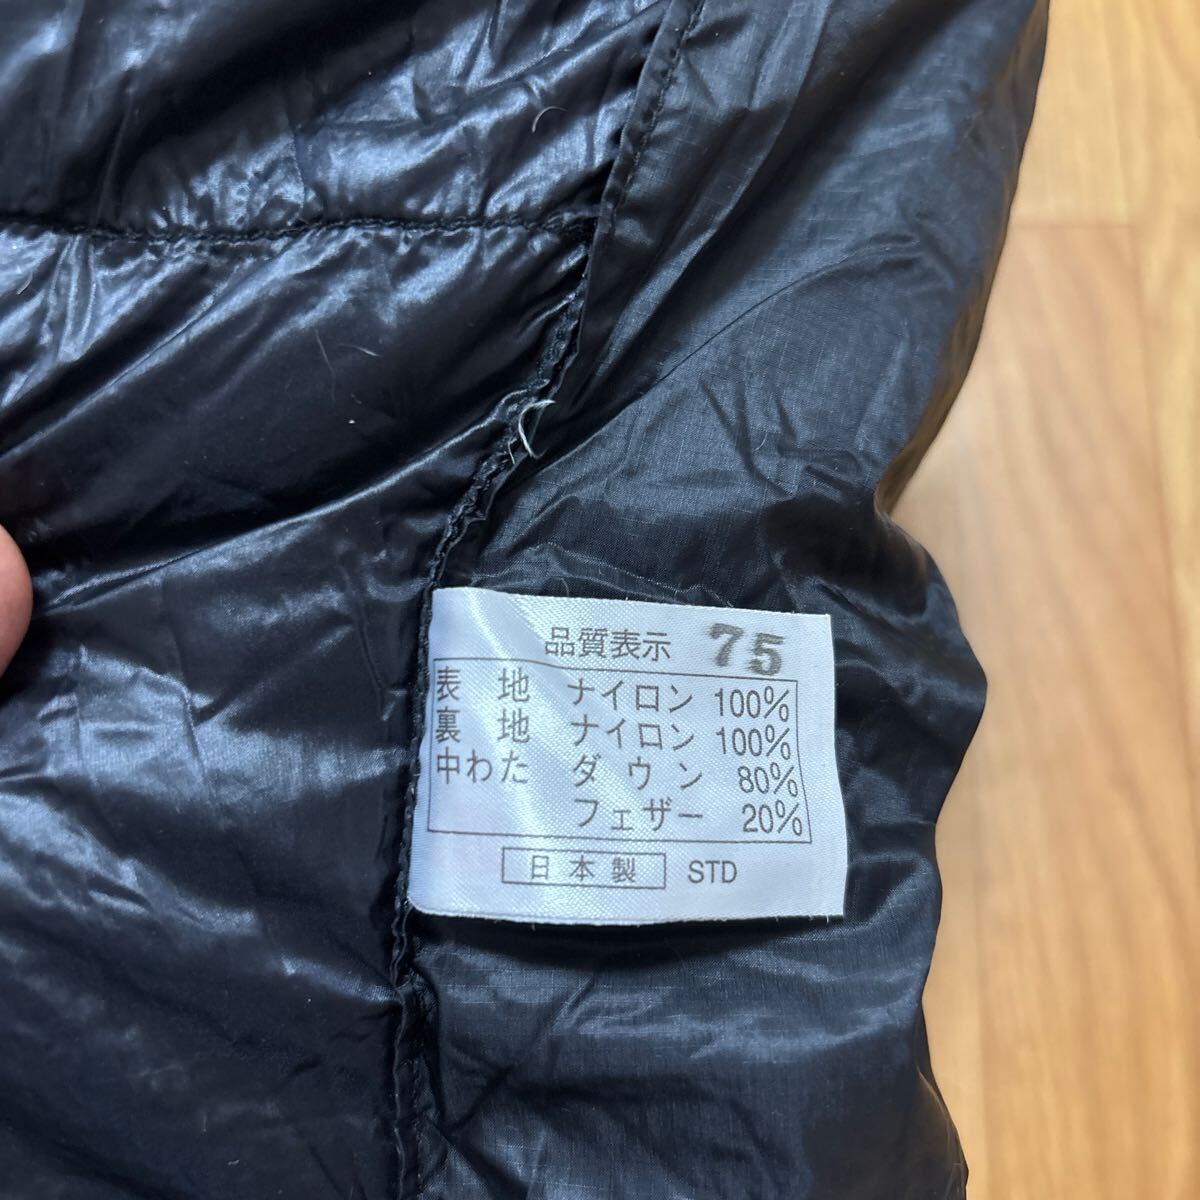 品質表示 75
表 地 ナイロン 100%
裏 地 ナイロン 100%
中わた ダウン 80%
フェザー 20%
日本製 STD